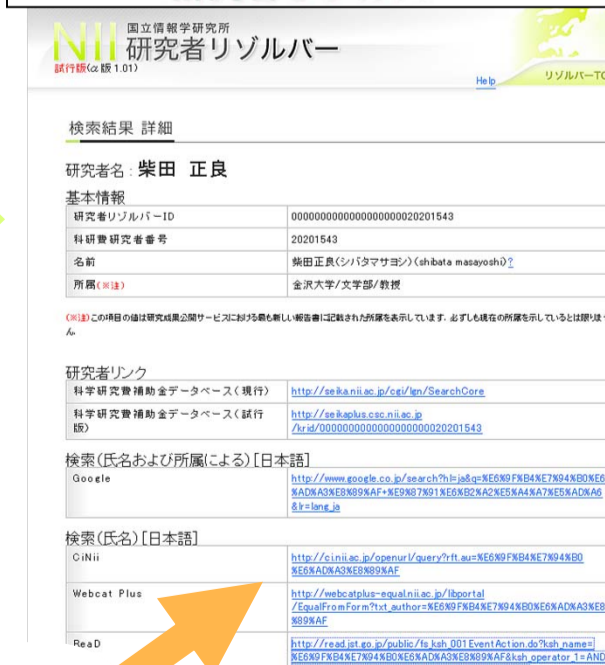 国立情報学研究所
NII 研究者リゾルバー
試行版(α版 1.01)
Help
リゾルバーTO
検索結果 詳細
研究者名 : 柴田 正良
基本情報
研究者リゾルバーID 0000000000000000000020201543
科研費研究者番号 20201543
名前 柴田正良(シバタマサヨシ)(shibata masayoshi)?
所属(※注) 金沢大学/文学部/教授
(※注)この項目の値は研究成果公開サービスにおける最も新しい報告書に記載された所属を表示しています. 必ずしも現在の所属を示しているとは限りま
ん.
研究者リンク
科学研究費補助金データベース(現行) http://seika.nii.ac.jp/cgi/lgn/SearchCore
科学研究費補助金データベース(試行版) http://seikaplus.csc.nii.ac.jp
/krid/0000000000000000000020201543
検索(氏名および所属による)[日本語]
Google http://www.google.co.jp/search?hl=ja&q=%E6%9F%B4%E7%94%B0%E6
%AD%A3%E8%89%AF+%E9%87%91%E6%B2%A2%E5%A4%A7%E5%AD%A6
&lr=lang_ja
検索(氏名)[日本語]
CiNii http://ci.nii.ac.jp/openurl/query?rft.au=%E6%9F%B4%E7%94%B0
%E6%AD%A3%E8%89%AF
Webcat Plus http://webcatplus-equal.nii.ac.jp/libportal
/EqualFromForm?txt_author=%E6%9F%B4%E7%94%B0%E6%AD%A3%E8
%89%AF
ReaD http://read.jst.go.jp/public/fs_ksh_001EventAction.do?ksh_name=
%E6%9F%B4%E7%94%B0%E6%AD%A3%E8%89%AF&ksh_operator_1=AND